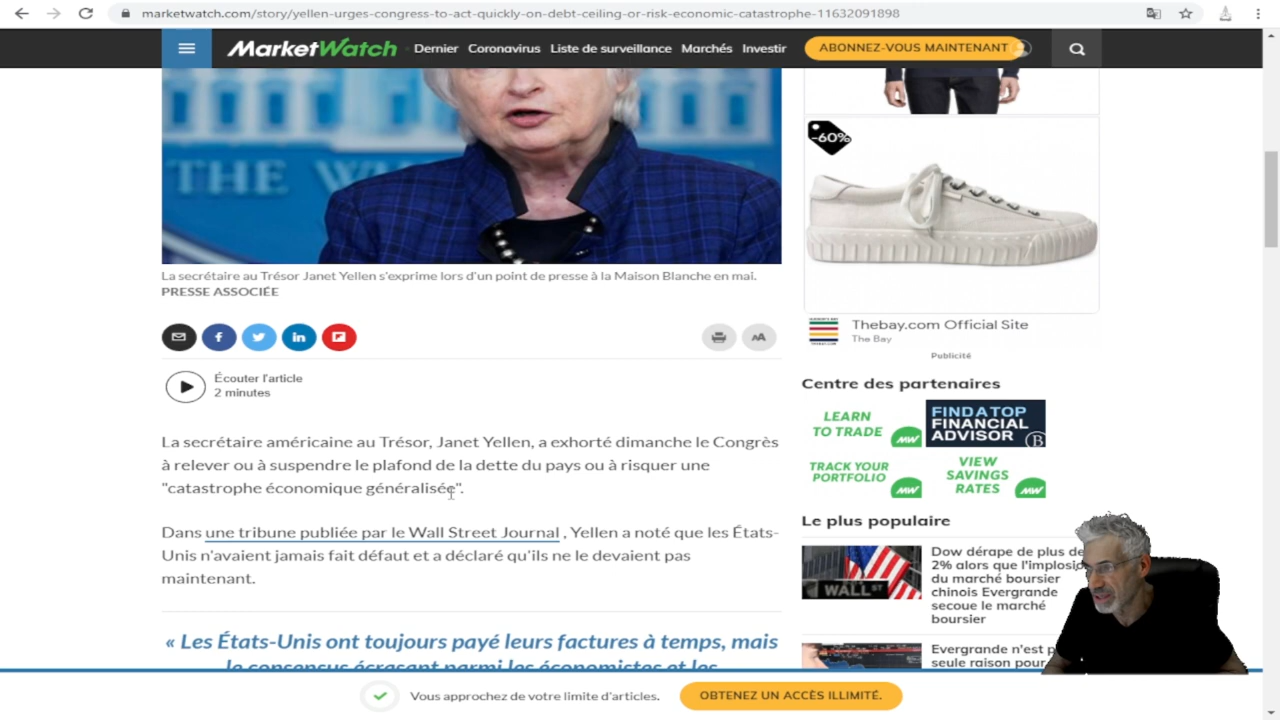 marketwatch.com/story/yellen-urges-congress-to-act-quickly-on-debt-ceiling-or-risk-economic-catastrophe-11632091898
MarketWatch Dernier Coronavirus Liste de surveillance Marchés Investir ABONNEZ-VOUS MAINTENANT
THE W
-60%
La secrétaire au Trésor Janet Yellen s'exprime lors d'un point de presse à la Maison Blanche en mai.
PRESSE ASSOCIÉE
Thebay.com Official Site
The Bay
Publicité
Écouter l'article
2 minutes
La secrétaire américaine au Trésor, Janet Yellen, a exhorté dimanche le Congrès
à relever ou à suspendre le plafond de la dette du pays ou à risquer une
"catastrophe économique généralisée".
Dans une tribune publiée par le Wall Street Journal , Yellen a noté que les États-
Unis n'avaient jamais fait défaut et a déclaré qu'ils ne le devaient pas
maintenant.
« Les États-Unis ont toujours payé leurs factures à temps, mais
le consensus écrasant parmi les économistes et les
Centre des partenaires
LEARN
TO TRADE
MW
FIND A TOP
FINANCIAL
ADVISOR
B
TRACK YOUR
PORTFOLIO
MW
VIEW
SAVINGS
RATES
MW
Le plus populaire
WALL ST
Dow dérape de plus de
2% alors que l'implosio
du marché boursier
chinois Evergrande
secoue le marché
boursier
Evergrande n'est p
seule raison pour
Vous approchez de votre limite d'articles.
OBTENEZ UN ACCÈS ILLIMITÉ.